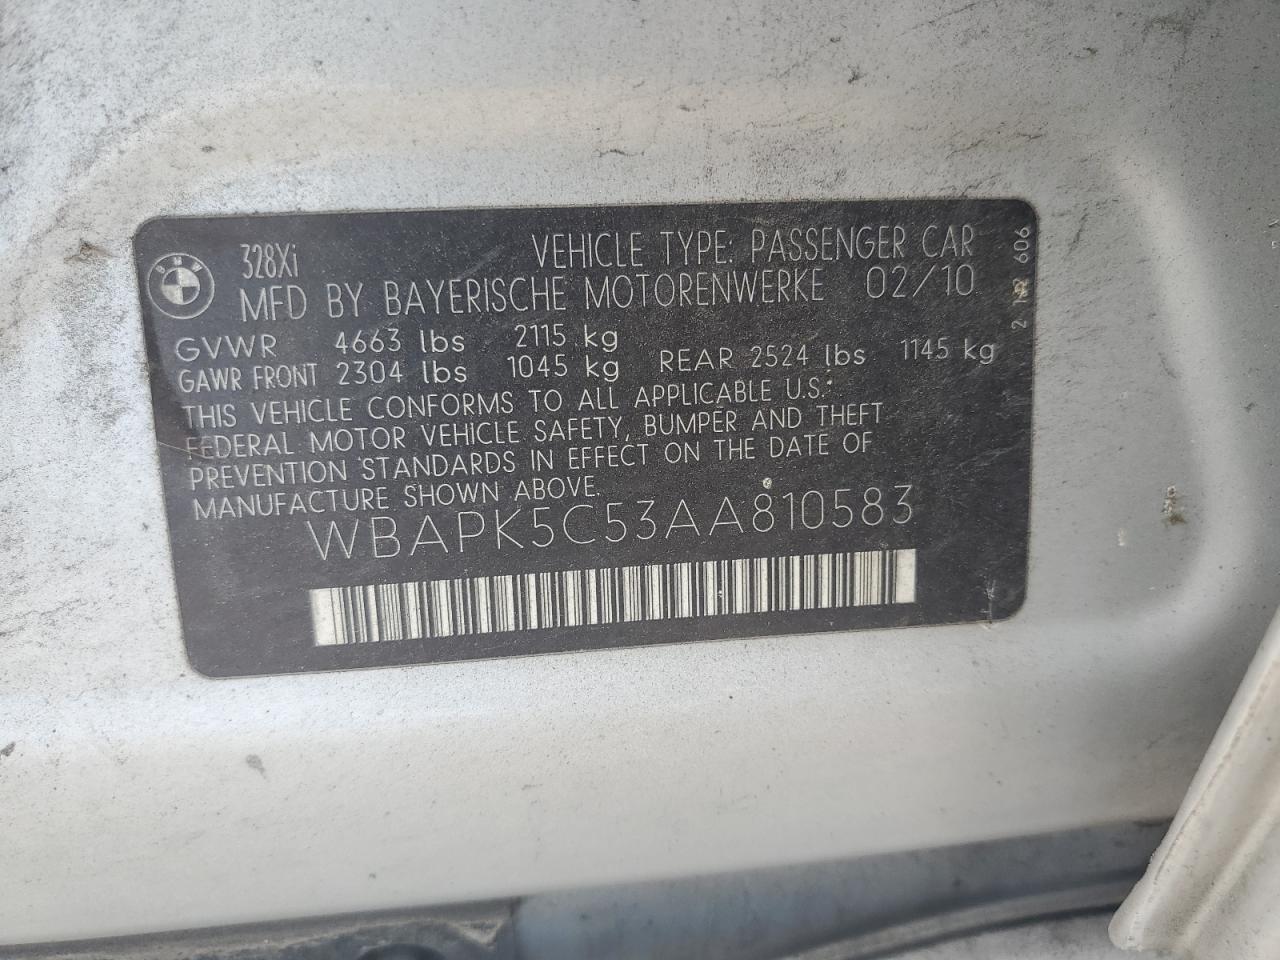 BMW
328Xi
VEHICLE TYPE: PASSENGER CAR
MFD BY BAYERISCHE MOTORENWERKE 02/10
GVWR 4663 lbs 2115 kg
GAWR FRONT 2304 lbs 1045 kg REAR 2524 lbs 1145 kg
THIS VEHICLE CONFORMS TO ALL APPLICABLE U.S.
FEDERAL MOTOR VEHICLE SAFETY, BUMPER AND THEFT
PREVENTION STANDARDS IN EFFECT ON THE DATE OF
MANUFACTURE SHOWN ABOVE.
WBAPK5C53AA810583
606